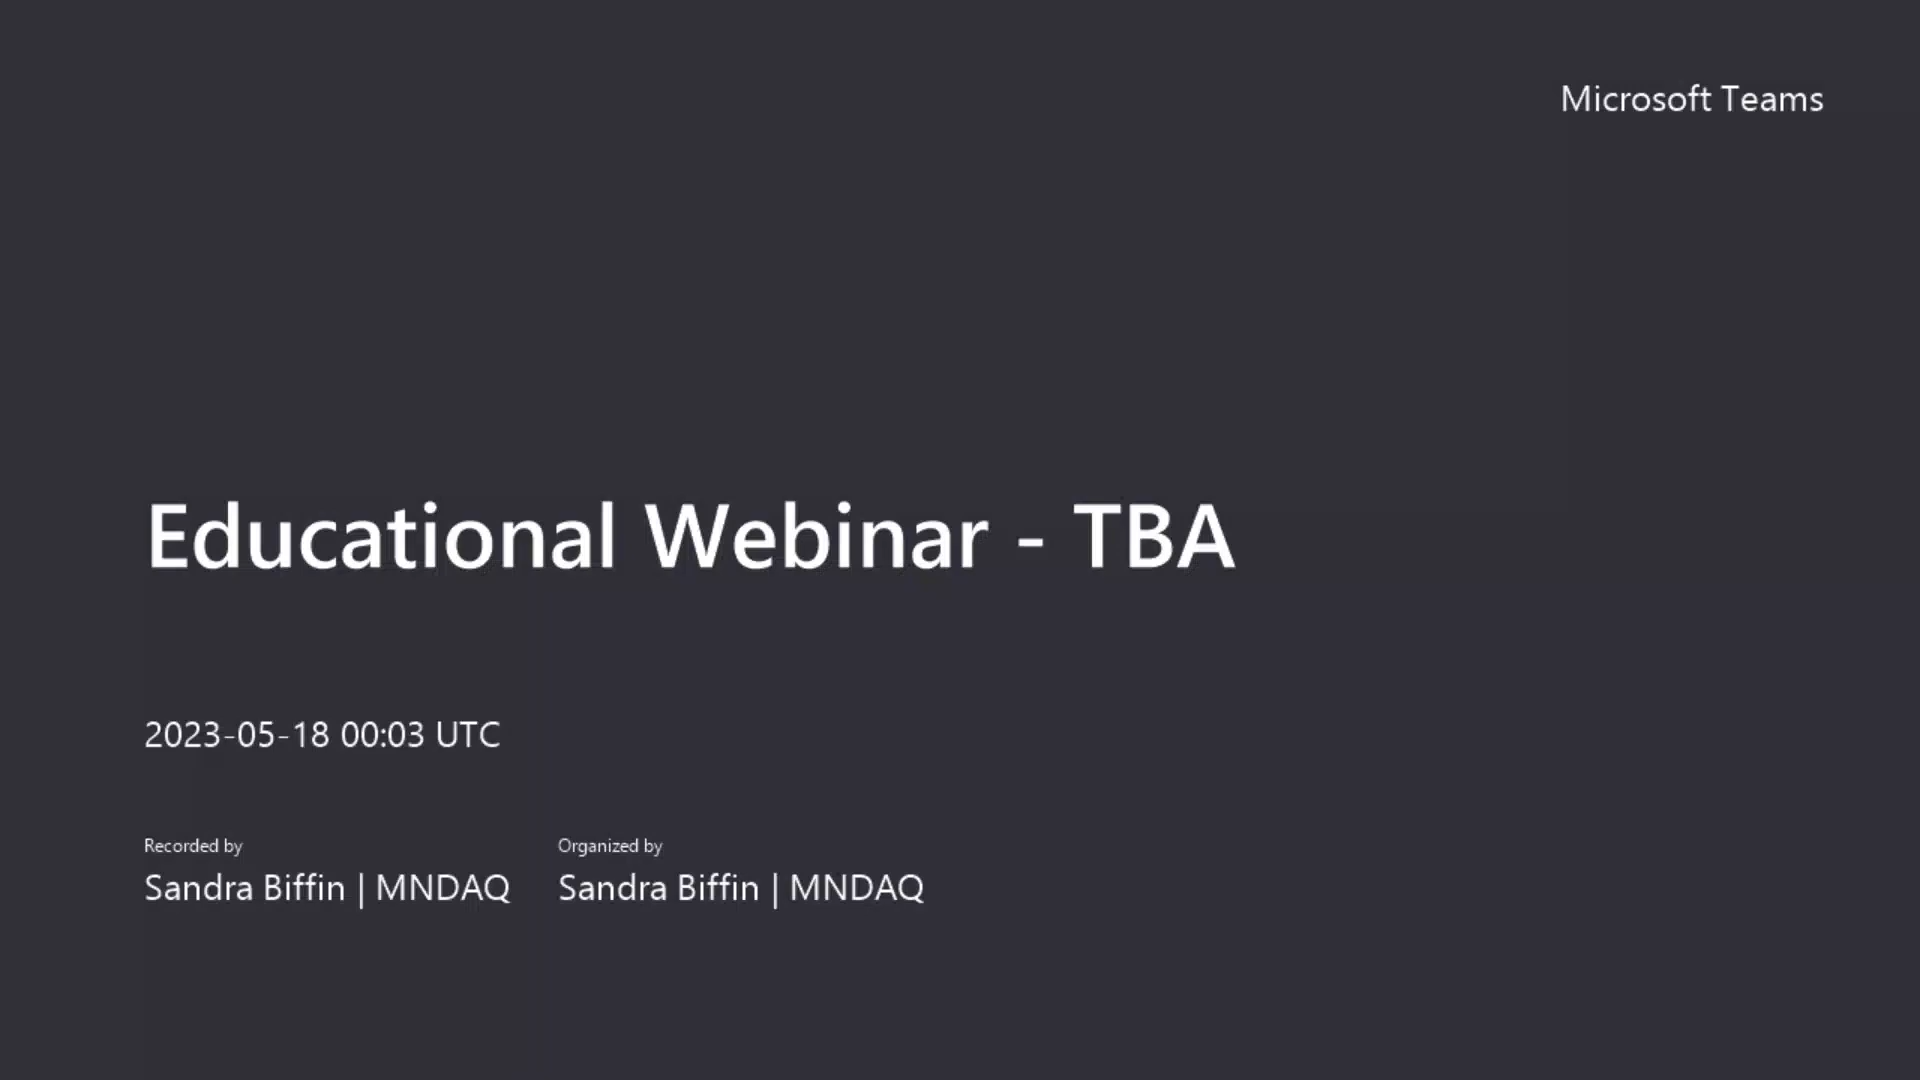 Microsoft Teams
Educational Webinar - TBA
2023-05-18 00:03 UTC
Recorded by
Sandra Biffin | MNDAQ
Organized by
Sandra Biffin | MNDAQ